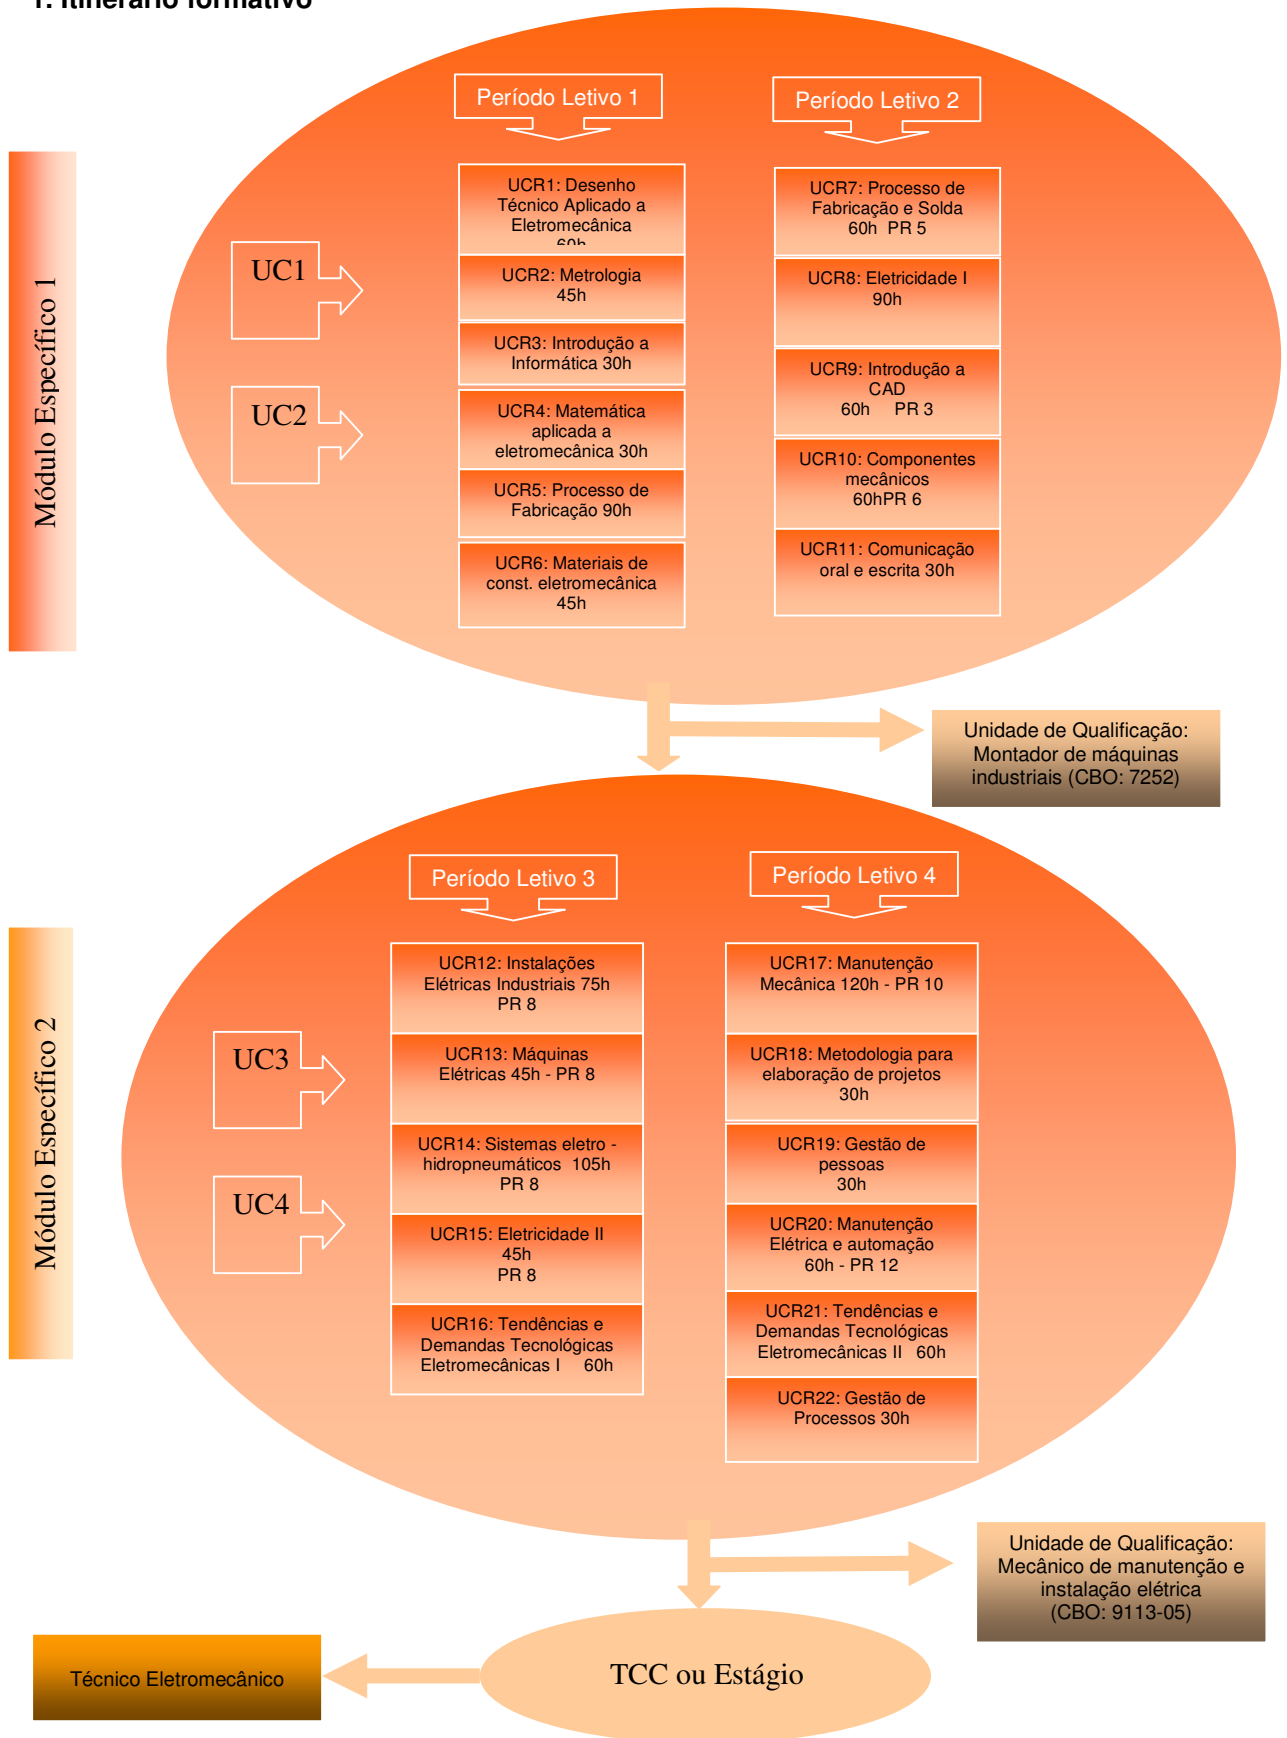 1. Itinerário formativo
Período Letivo 1
Período Letivo 2
Módulo Específico 1
UC1
UC2
UCR1: Desenho
Técnico Aplicado a
Eletromecânica
60h
UCR2: Metrologia
45h
UCR3: Introdução a
Informática 30h
UCR4: Matemática
aplicada a
eletromecânica 30h
UCR5: Processo de
Fabricação 90h
UCR6: Materiais de
const. eletromecânica
45h
UCR7: Processo de
Fabricação e Solda
60h PR 5
UCR8: Eletricidade I
90h
UCR9: Introdução a
CAD
60h PR 3
UCR10: Componentes
mecânicos
60hPR 6
UCR11: Comunicação
oral e escrita 30h
Unidade de Qualificação:
Montador de máquinas
industriais (CBO: 7252)
Período Letivo 3
Período Letivo 4
Módulo Específico 2
UC3
UC4
UCR12: Instalações
Elétricas Industriais 75h
PR 8
UCR13: Máquinas
Elétricas 45h - PR 8
UCR14: Sistemas eletro -
hidropneumáticos 105h
PR 8
UCR15: Eletricidade II
45h
PR 8
UCR16: Tendências e
Demandas Tecnológicas
Eletromecânicas I 60h
UCR17: Manutenção
Mecânica 120h - PR 10
UCR18: Metodologia para
elaboração de projetos
30h
UCR19: Gestão de
pessoas
30h
UCR20: Manutenção
Elétrica e automação
60h - PR 12
UCR21: Tendências e
Demandas Tecnológicas
Eletromecânicas II 60h
UCR22: Gestão de
Processos 30h
Unidade de Qualificação:
Mecânico de manutenção e
instalação elétrica
(CBO: 9113-05)
TCC ou Estágio
Técnico Eletromecânico